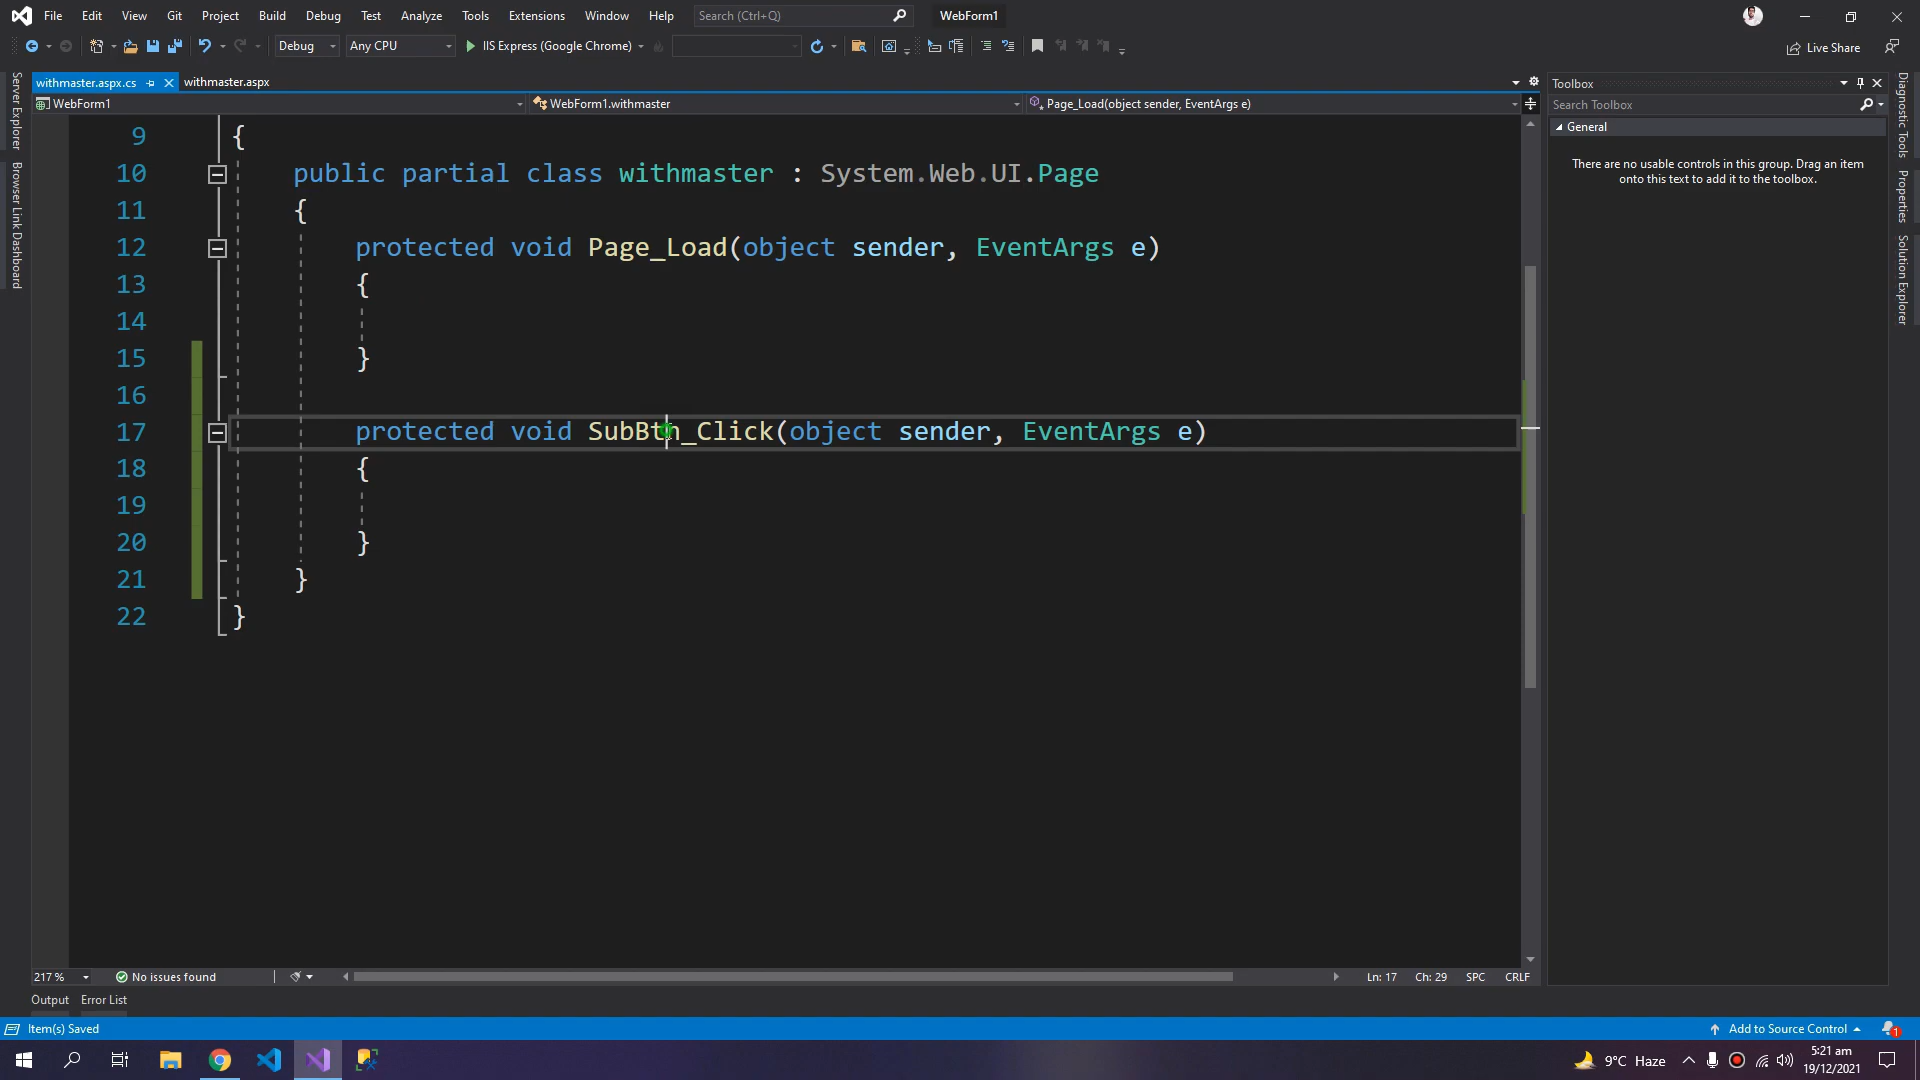 File Edit View Git Project Build Debug Test Analyze Tools Extensions Window Help Search (Ctrl+Q) WebForm1
Debug Any CPU IIS Express (Google Chrome) Live Share
withmaster.aspx.cs withmaster.aspx
WebForm1 WebForm1.withmaster Page_Load(object sender, EventArgs e)
Server Explorer
Browser Link Dashboard
9 {
10 public partial class withmaster : System.Web.UI.Page
11 {
12 protected void Page_Load(object sender, EventArgs e)
13 {
14
15 }
16
17 protected void SubBtn_Click(object sender, EventArgs e)
18 {
19
20 }
21 }
22 }
Toolbox
Search Toolbox
General
There are no usable controls in this group. Drag an item
onto this text to add it to the toolbox.
Diagnostic Tools
Properties
Solution Explorer
217 % No issues found Ln: 17 Ch: 29 SPC CRLF
Output Error List
Item(s) Saved Add to Source Control 1
9°C Haze 5:21 am
19/12/2021